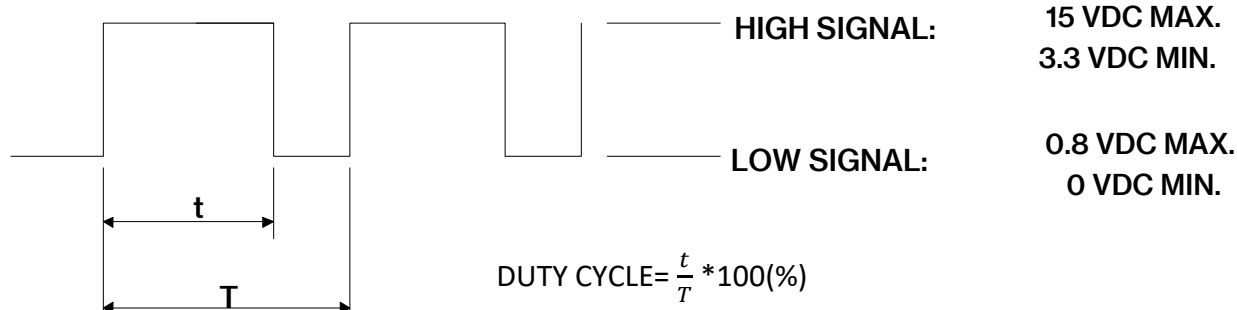 HIGH SIGNAL: 15 VDC MAX.
3.3 VDC MIN.
LOW SIGNAL: 0.8 VDC MAX.
0 VDC MIN.
t
DUTY CYCLE= t/T *100(%)
T